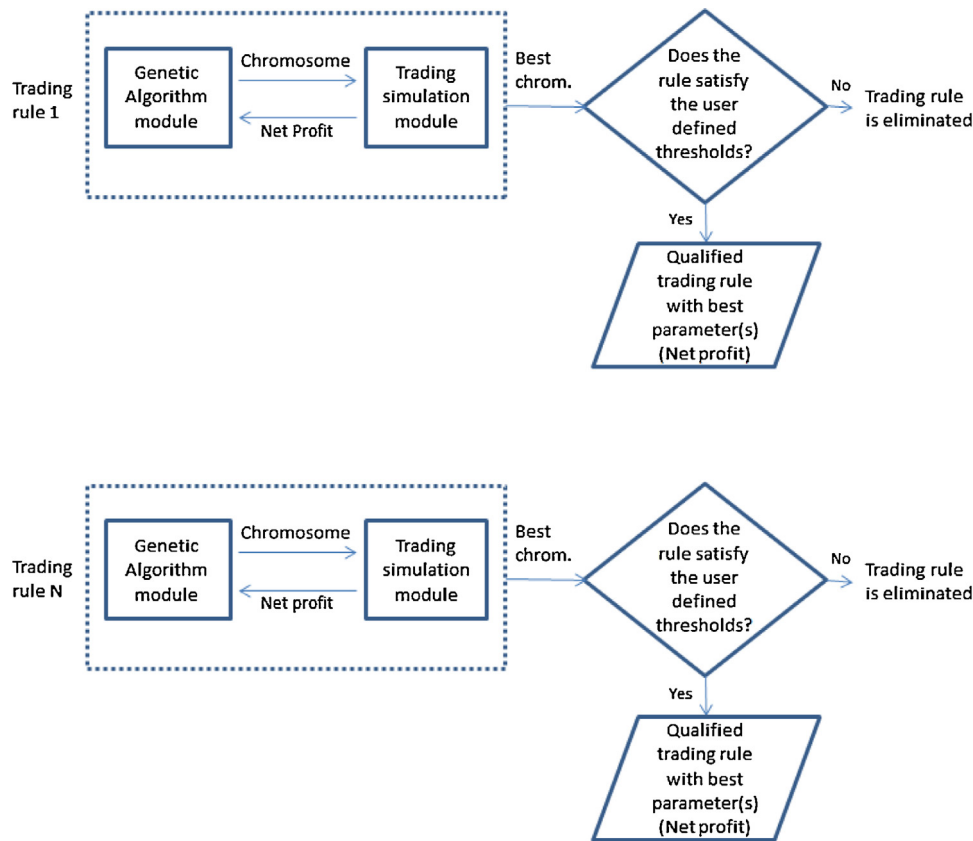 Trading
rule 1
Genetic
Algorithm
module
Chromosome
Net Profit
Trading
simulation
module
Best
chrom.
Does the
rule satisfy
the user
defined
thresholds?
No
Trading rule
is eliminated
Yes
Qualified
trading rule
with best
parameter(s)
(Net profit)
Trading
rule N
Genetic
Algorithm
module
Chromosome
Net profit
Trading
simulation
module
Best
chrom.
Does the
rule satisfy
the user
defined
thresholds?
No
Trading rule
is eliminated
Yes
Qualified
trading rule
with best
parameter(s)
(Net profit)